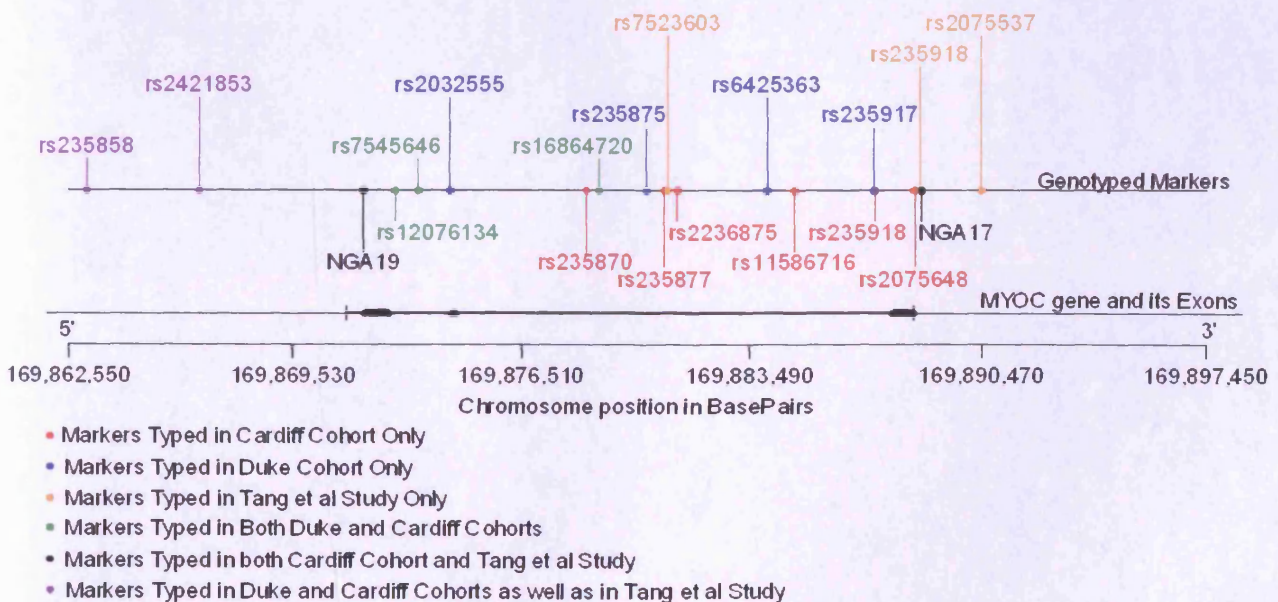 rs7523603
rs2075537
rs235918
rs2421853
rs2032555
rs6425363
rs235875
rs235917
rs235858
rs7545646
rs16864720
Genotyped Markers
rs12076134
rs2236875
rs235918
NGA17
NGA19
rs235870
rs235877
rs11586716
rs2075648
MYOC gene and its Exons
5'
3'
169,862,550
169,869,530
169,876,510
169,883,490
169,890,470
169,897,450
Chromosome position in BasePairs
Markers Typed in Cardiff Cohort Only
Markers Typed in Duke Cohort Only
Markers Typed in Tang et al Study Only
Markers Typed in Both Duke and Cardiff Cohorts
Markers Typed in both Cardiff Cohort and Tang et al Study
Markers Typed in Duke and Cardiff Cohorts as well as in Tang et al Study